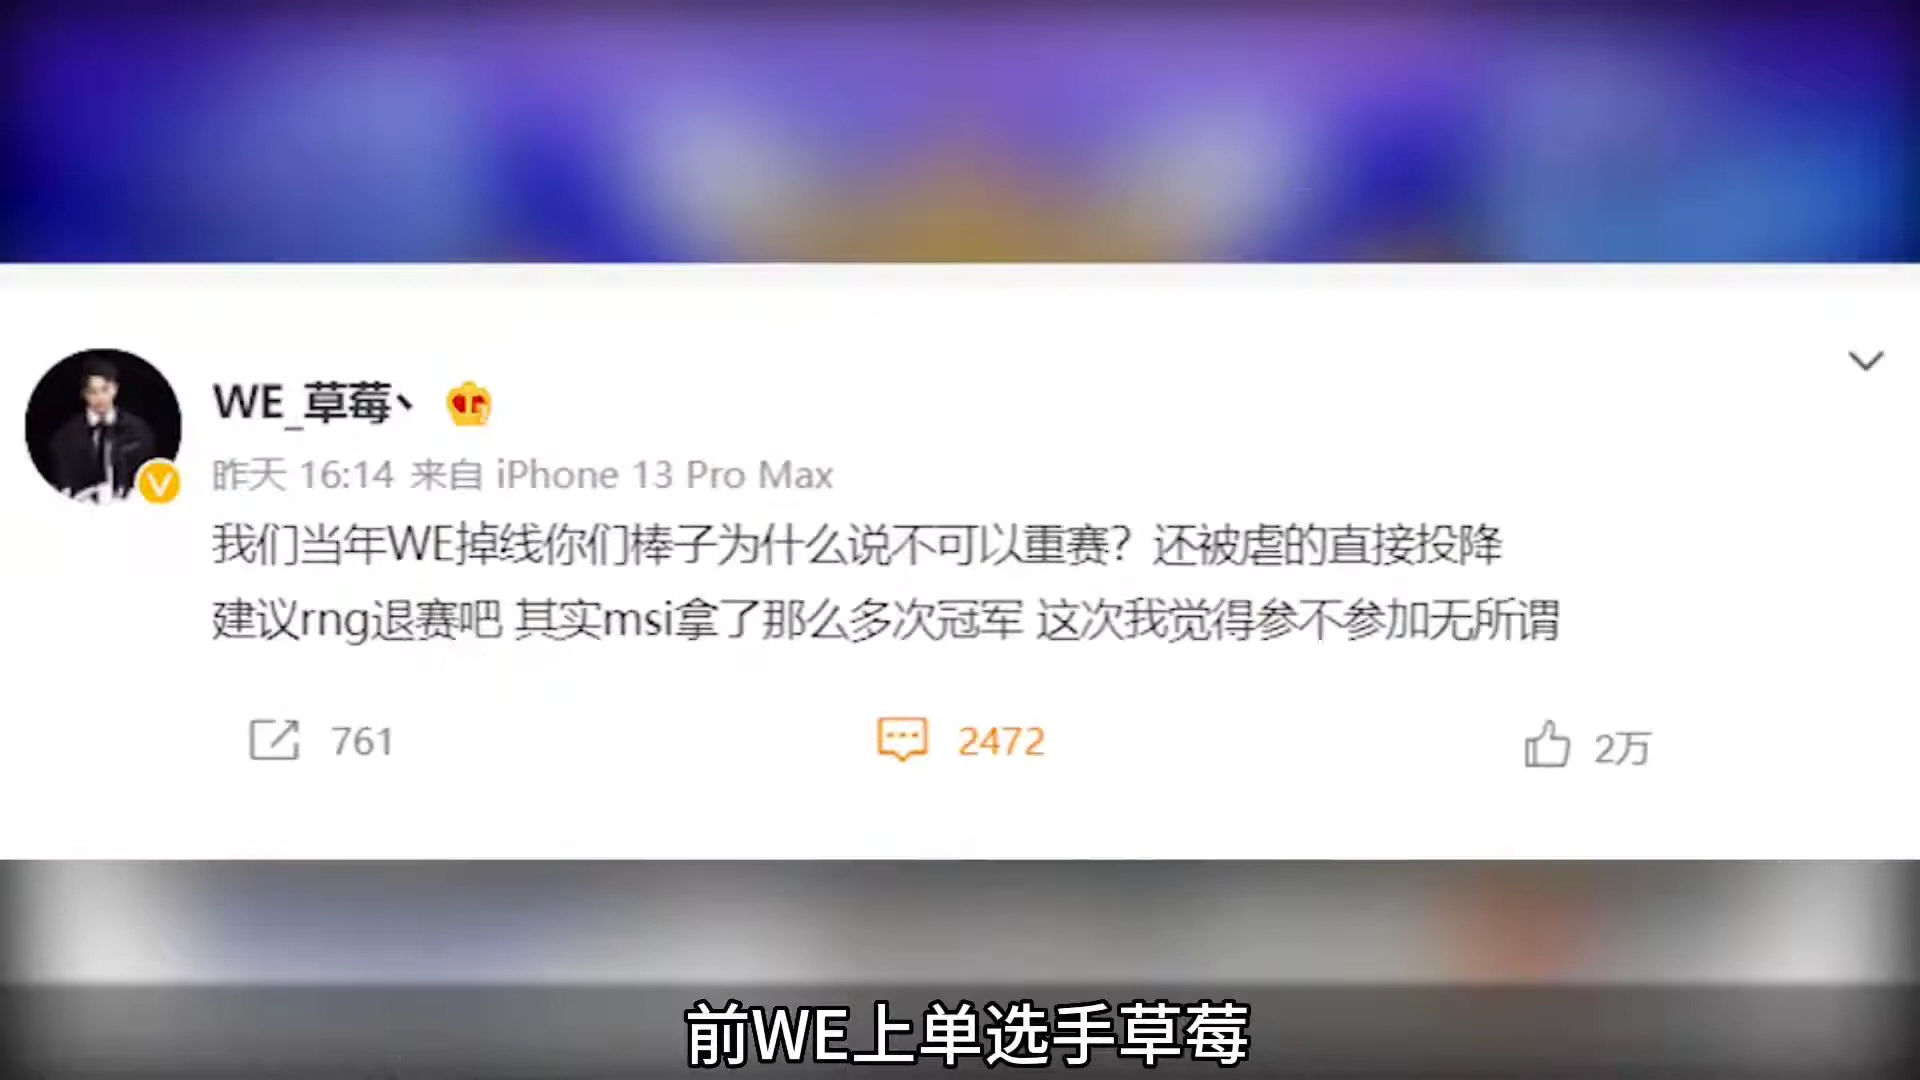 WE_草莓丶
昨天 16:14 来自 iPhone 13 Pro Max
我们当年WE掉线你们棒子为什么说不可以重赛？还被虐的直接投降
建议rng退赛吧 其实msi拿了那么多次冠军 这次我觉得参不参加无所谓
761
2472
2万
前WE上单选手草莓